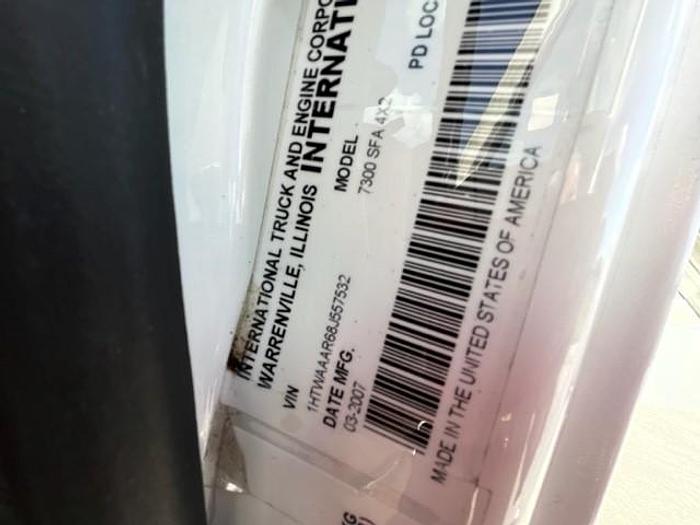 INTERNATIONAL TRUCK AND ENGINE CORPO
WARRENVILLE, ILLINOIS INTERNATI
VIN
MODEL
1HTWAAAR68J557532
7300 SFA 4X2
DATE MFG.
PD LOC
03-2007
MADE IN THE UNITED STATES OF AMERICA